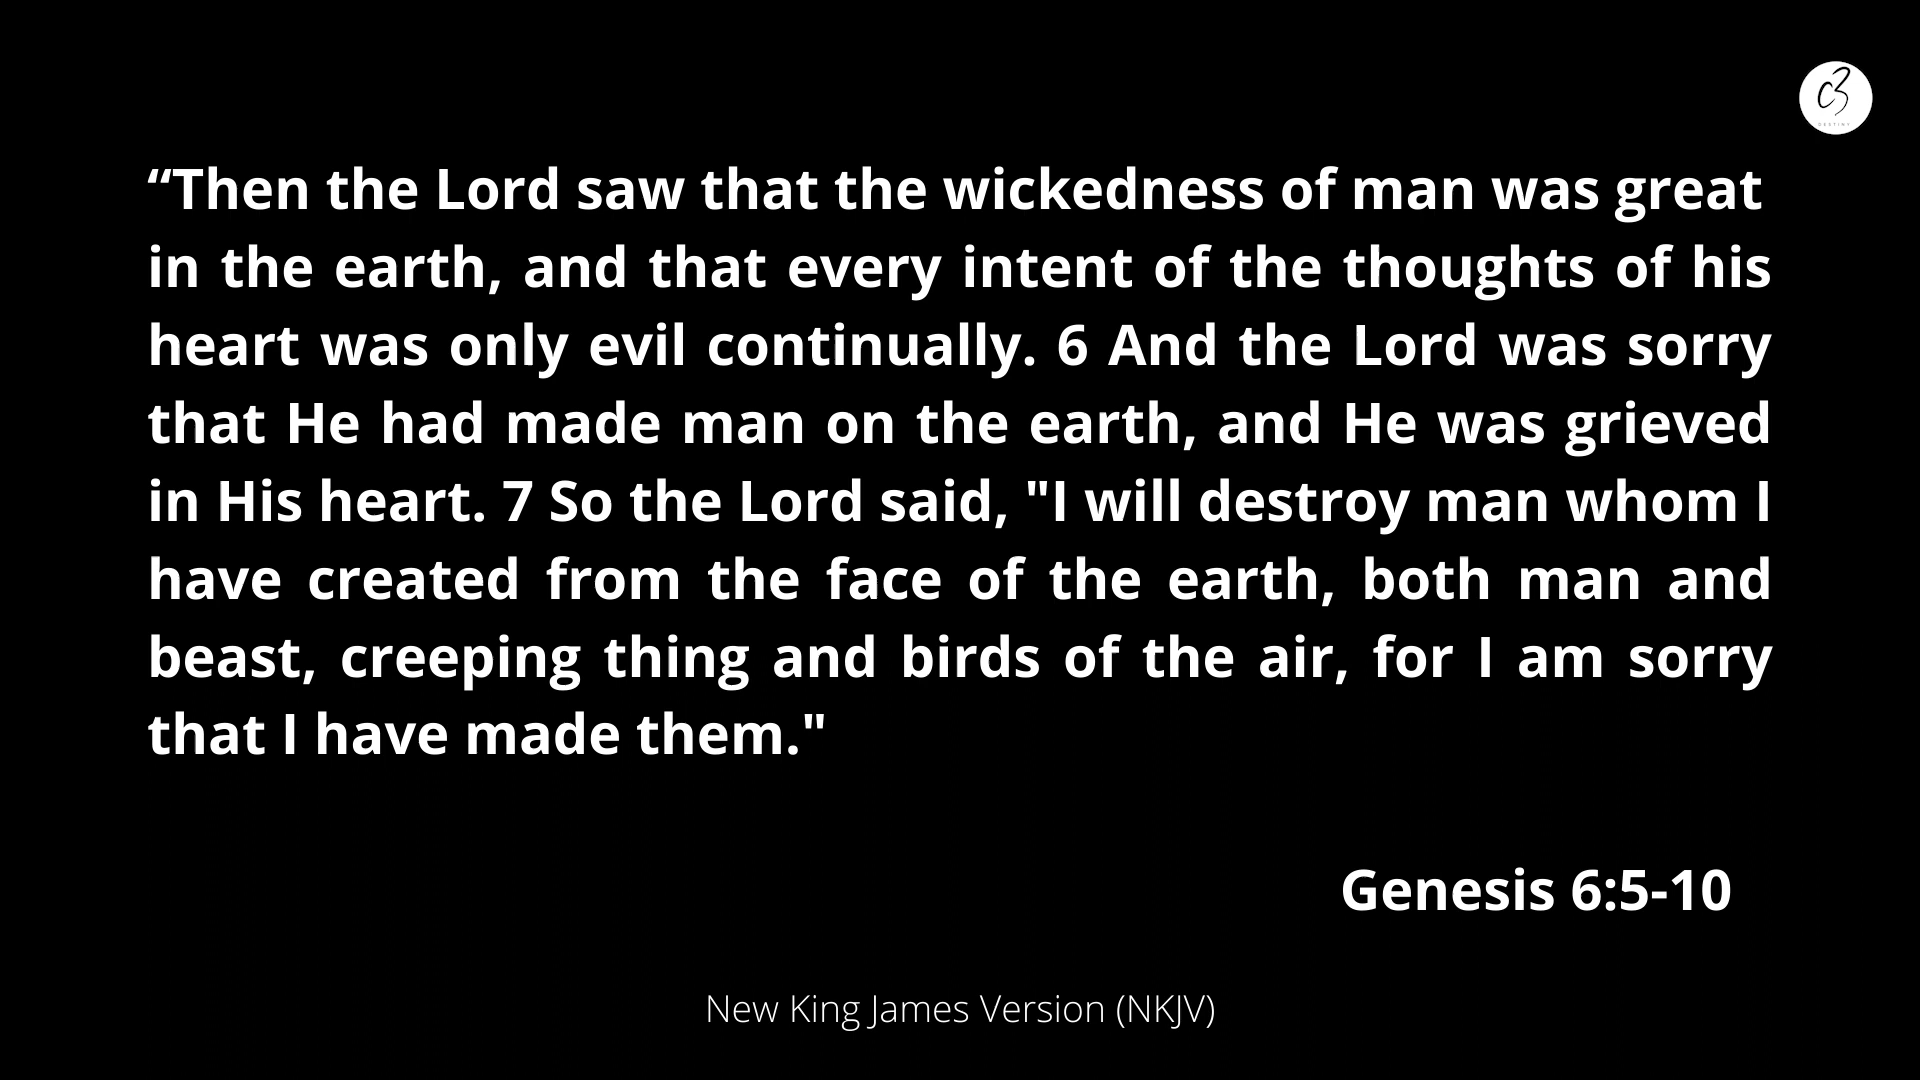 C3
DESTINY
“Then the Lord saw that the wickedness of man was great
in the earth, and that every intent of the thoughts of his
heart was only evil continually. 6 And the Lord was sorry
that He had made man on the earth, and He was grieved
in His heart. 7 So the Lord said, "I will destroy man whom I
have created from the face of the earth, both man and
beast, creeping thing and birds of the air, for I am sorry
that I have made them."
Genesis 6:5-10
New King James Version (NKJV)